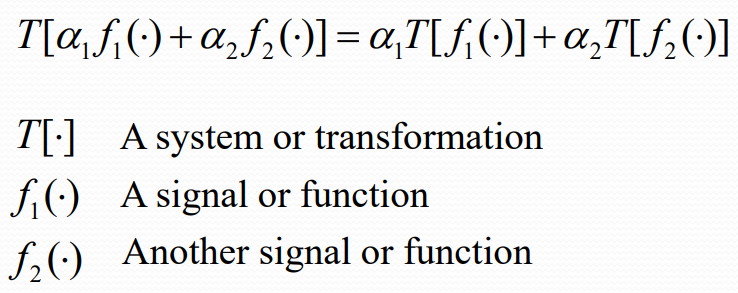 T[α₁f₁(·)+α₂f₂(·)]=α₁T[f₁(·)]+α₂T[f₂(·)]
T[·] A system or transformation
f₁(·) A signal or function
f₂(·) Another signal or function